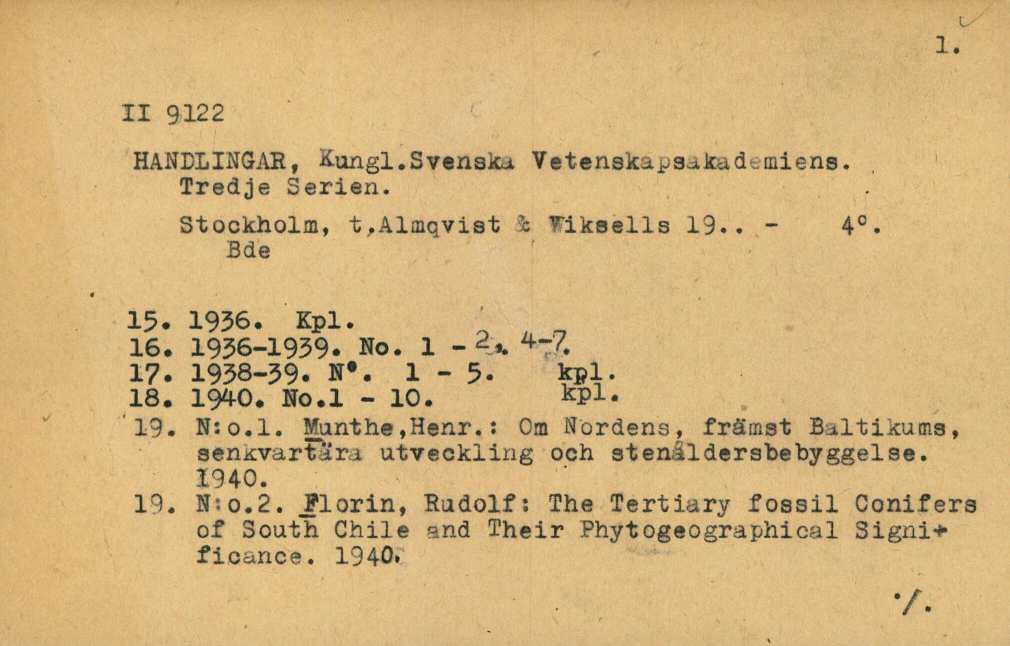 1.
II 9122
HANDLINGAR, Kungl.Svenska Vetenskapsakademiens.
Tredje Serien.
Stockholm, t.Almqvist & Wiksells 19.. - 4°.
Bde
15. 1936. Kpl.
16. 1936-1939. No. 1 - 2, 4-7.
17. 1938-39. N°. 1 - 5. kpl.
18. 1940. No.1 - 10. kpl.
19. N:o.1. Munthe,Henr.: Om Nordens, främst Baltikums,
senkvartära utveckling och stenåldersbebyggelse.
1940.
19. N:o.2. Florin, Rudolf: The Tertiary fossil Conifers
of South Chile and Their Phytogeographical Signi-
ficance. 1940.
./.